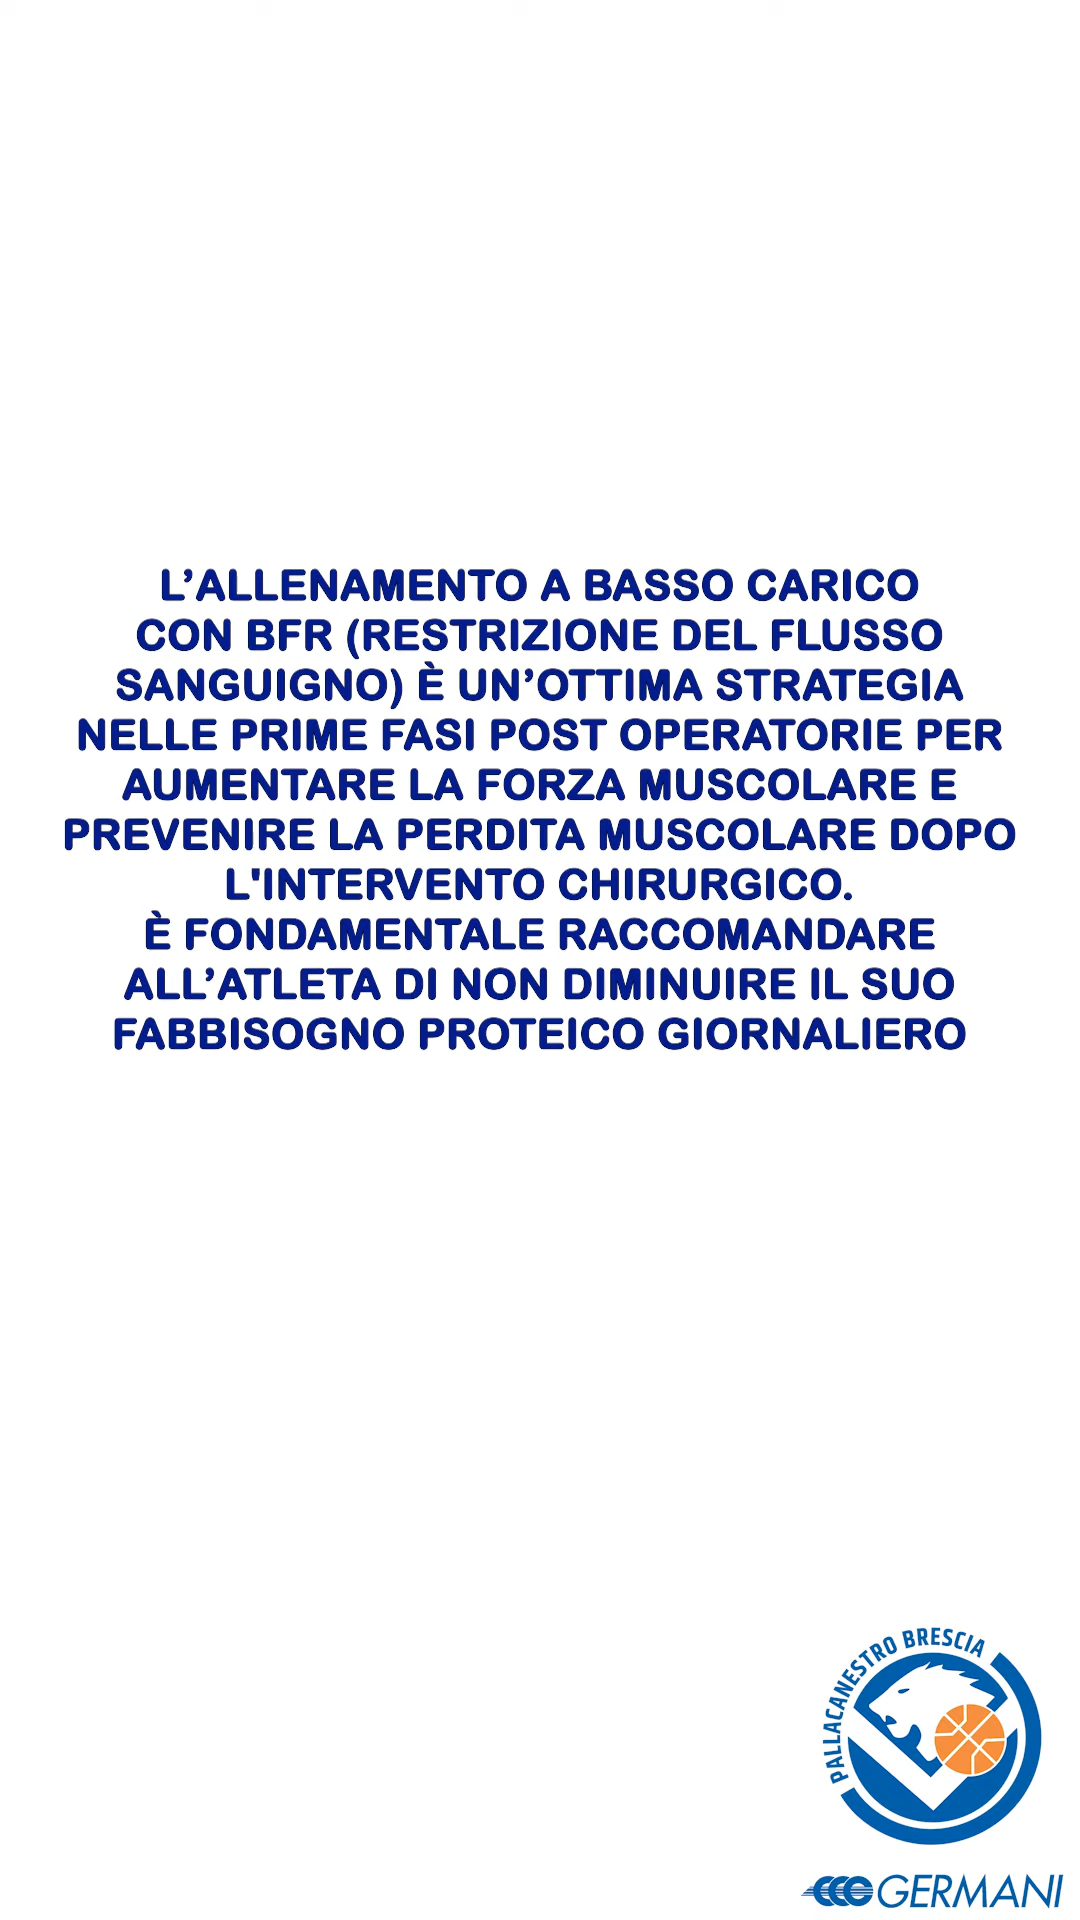 L’ALLENAMENTO A BASSO CARICO
CON BFR (RESTRIZIONE DEL FLUSSO
SANGUIGNO) È UN’OTTIMA STRATEGIA
NELLE PRIME FASI POST OPERATORIE PER
AUMENTARE LA FORZA MUSCOLARE E
PREVENIRE LA PERDITA MUSCOLARE DOPO
L'INTERVENTO CHIRURGICO.
È FONDAMENTALE RACCOMANDARE
ALL’ATLETA DI NON DIMINUIRE IL SUO
FABBISOGNO PROTEICO GIORNALIERO
PALLACANESTRO BRESCIA
GERMANI